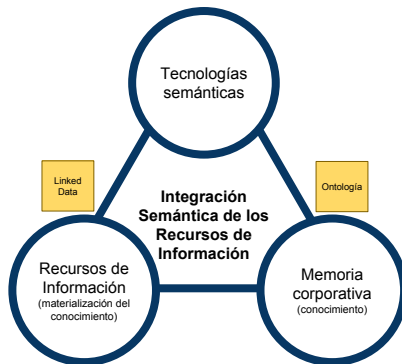 Tecnologías
semánticas
Linked
Data
Ontología
Integración
Semántica de los
Recursos de
Información
Recursos de
Información
(materialización del
conocimiento)
Memoria
corporativa
(conocimiento)